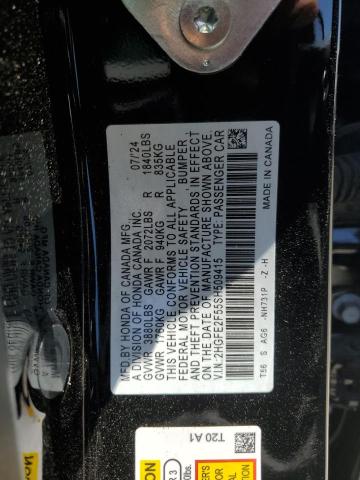 MFD BY HONDA OF CANADA MFG. 07/24
A DIVISION OF HONDA CANADA INC.
GVWR 3880LBS GAWR F 2072LBS R 1840LBS
GVWR 1760KG GAWR F 940KG R 835KG
THIS VEHICLE CONFORMS TO ALL APPLICABLE
FEDERAL MOTOR VEHICLE SAFETY, BUMPER,
AND THEFT PREVENTION STANDARDS IN EFFECT
ON THE DATE OF MANUFACTURE SHOWN ABOVE.
V.I.N.:2HGFE2F55SH509415 TYPE: PASSENGER CAR
T56 S AG6 -NH731P -Z -H
MADE IN CANADA
T20 A1